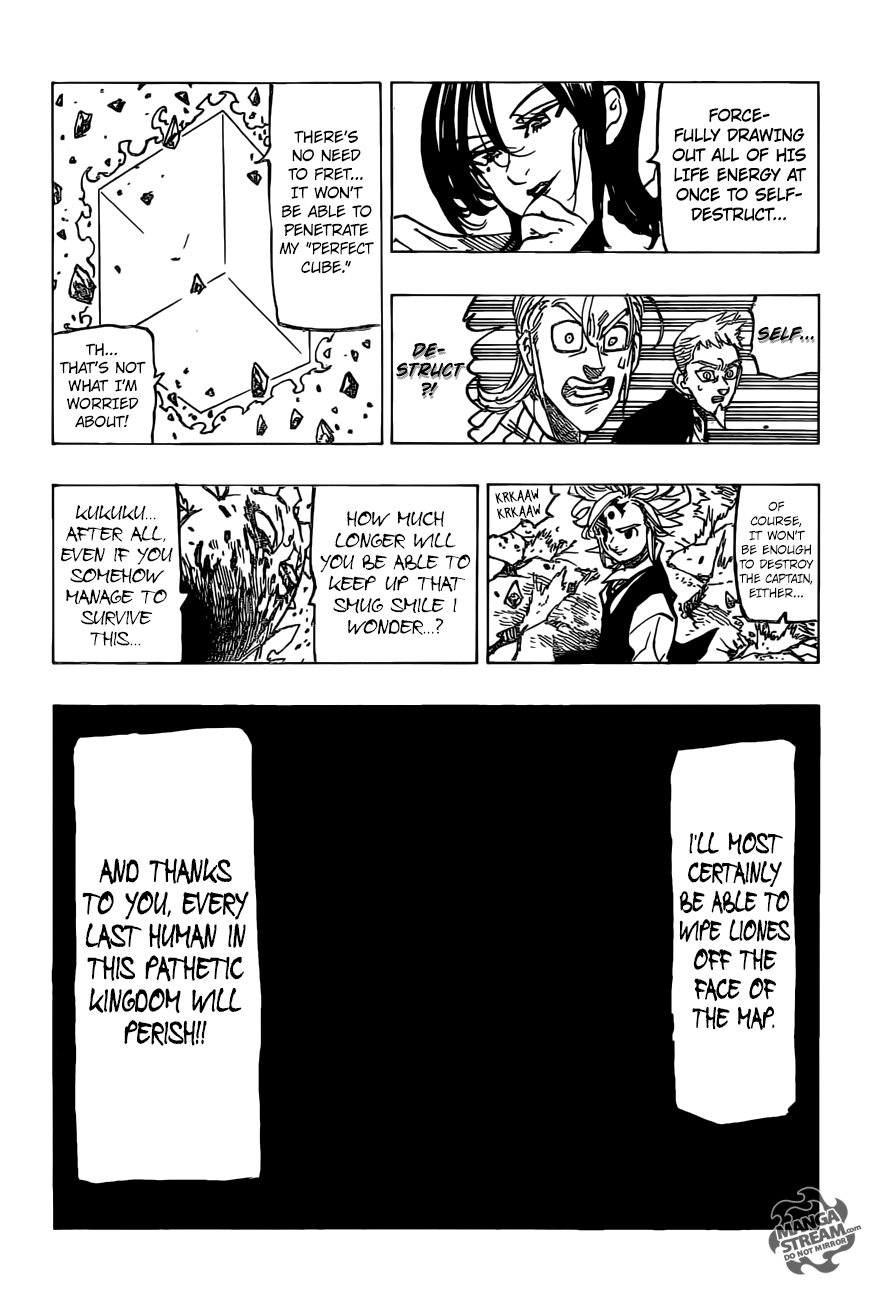 FORCE-
FULLY DRAWING
OUT ALL OF HIS
LIFE ENERGY AT
ONCE TO SELF-
DESTRUCT...
THERE'S
NO NEED
TO FRET...
IT WON'T
BE ABLE TO
PENETRATE
MY "PERFECT
CUBE."
TH...
THAT'S NOT
WHAT I'M
WORRIED
ABOUT!
SELF...
DE-
STRUCT
?!
OF
COURSE,
IT WON'T
BE ENOUGH
TO DESTROY
THE CAPTAIN,
EITHER...
KRKAAW
KRKAAW
HOW MUCH
LONGER WILL
YOU BE ABLE TO
KEEP UP THAT
SMUG SMILE I
WONDER...?
KUKUKU...
AFTER ALL,
EVEN IF YOU
SOMEHOW
MANAGE TO
SURVIVE
THIS...
I'LL MOST
CERTAINLY
BE ABLE TO
WIPE LIONES
OFF THE
FACE OF
THE MAP.
AND THANKS
TO YOU, EVERY
LAST HUMAN IN
THIS PATHETIC
KINGDOM WILL
PERISH!!
MANGA
STREAM.com
DO NOT MIRROR